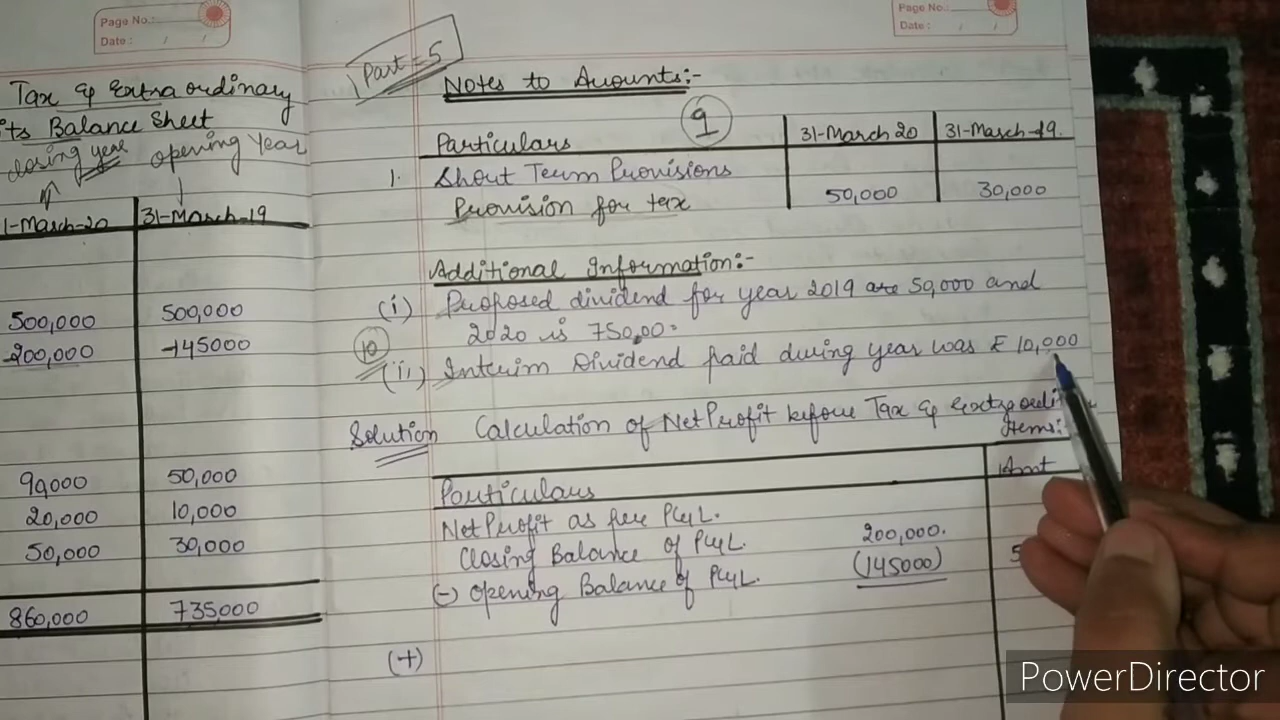 Page No.:
Date : / /
Tax & Extra ordinary
its Balance Sheet
closing year opening Year
1-March-20 31-March-19
500,000 500,000
200,000 145000
99000 50,000
20,000 10,000
50,000 30,000
860,000 735000
Page No.:
Date : / /
Part=5
Notes to Accounts:-
9
Particulars 31-March 20 31-March-19.
1. Short Term Provisions
Provision for tax 50,000 30,000
Additional Information:-
(i) Proposed dividend for year 2019 are 50,000 and
2020 is 750,00.
10
(ii) Interim Dividend paid during year was ₹ 10,000
Solution Calculation of Net Profit before Tax & Extraordi
Items:
Particulars Amt
Net Profit as per P&L.
Closing Balance of P&L. 200,000.
(-) opening Balance of P&L. (145000) 5
(+)
PowerDirector